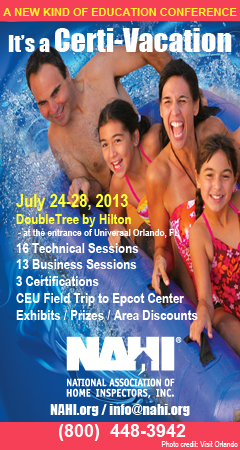 A NEW KIND OF EDUCATION CONFERENCE
It's a Certi-Vacation
July 24-28, 2013
DoubleTree by Hilton
- at the entrance of Universal Orlando, FL
16 Technical Sessions
13 Business Sessions
3 Certifications
CEU Field Trip to Epcot Center
Exhibits / Prizes / Area Discounts
NAHI®
NATIONAL ASSOCIATION OF
HOME INSPECTORS, INC.
NAHI.org / info@nahi.org
(800) 448-3942
Photo credit: Visit Orlando